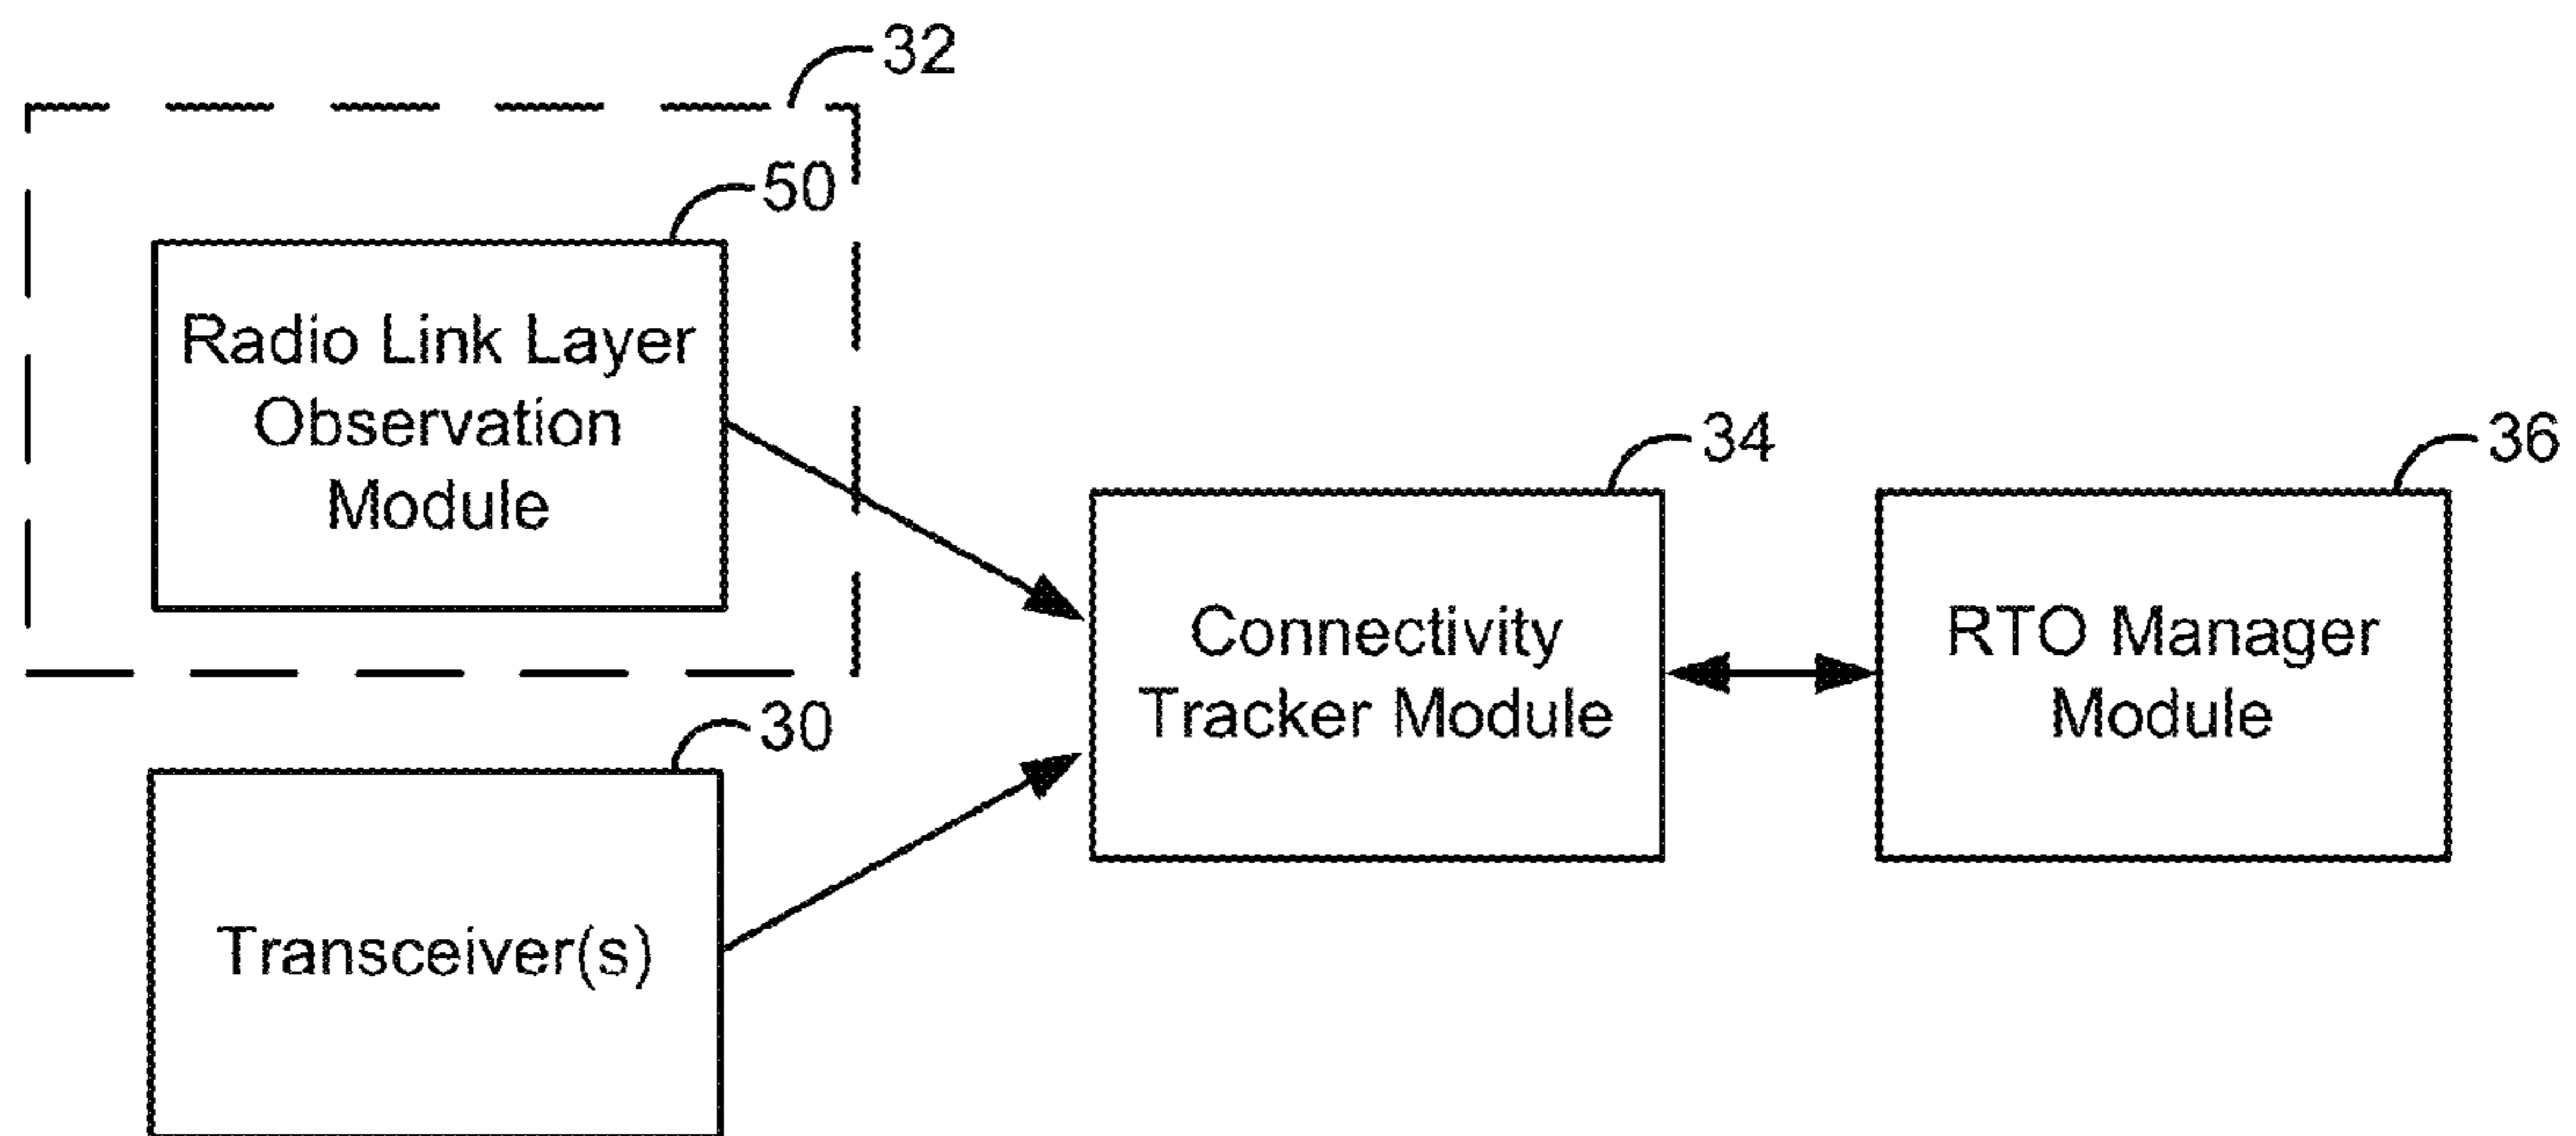 32
50
Radio Link Layer
Observation
Module
34
36
Connectivity
Tracker Module
RTO Manager
Module
30
Transceiver(s)